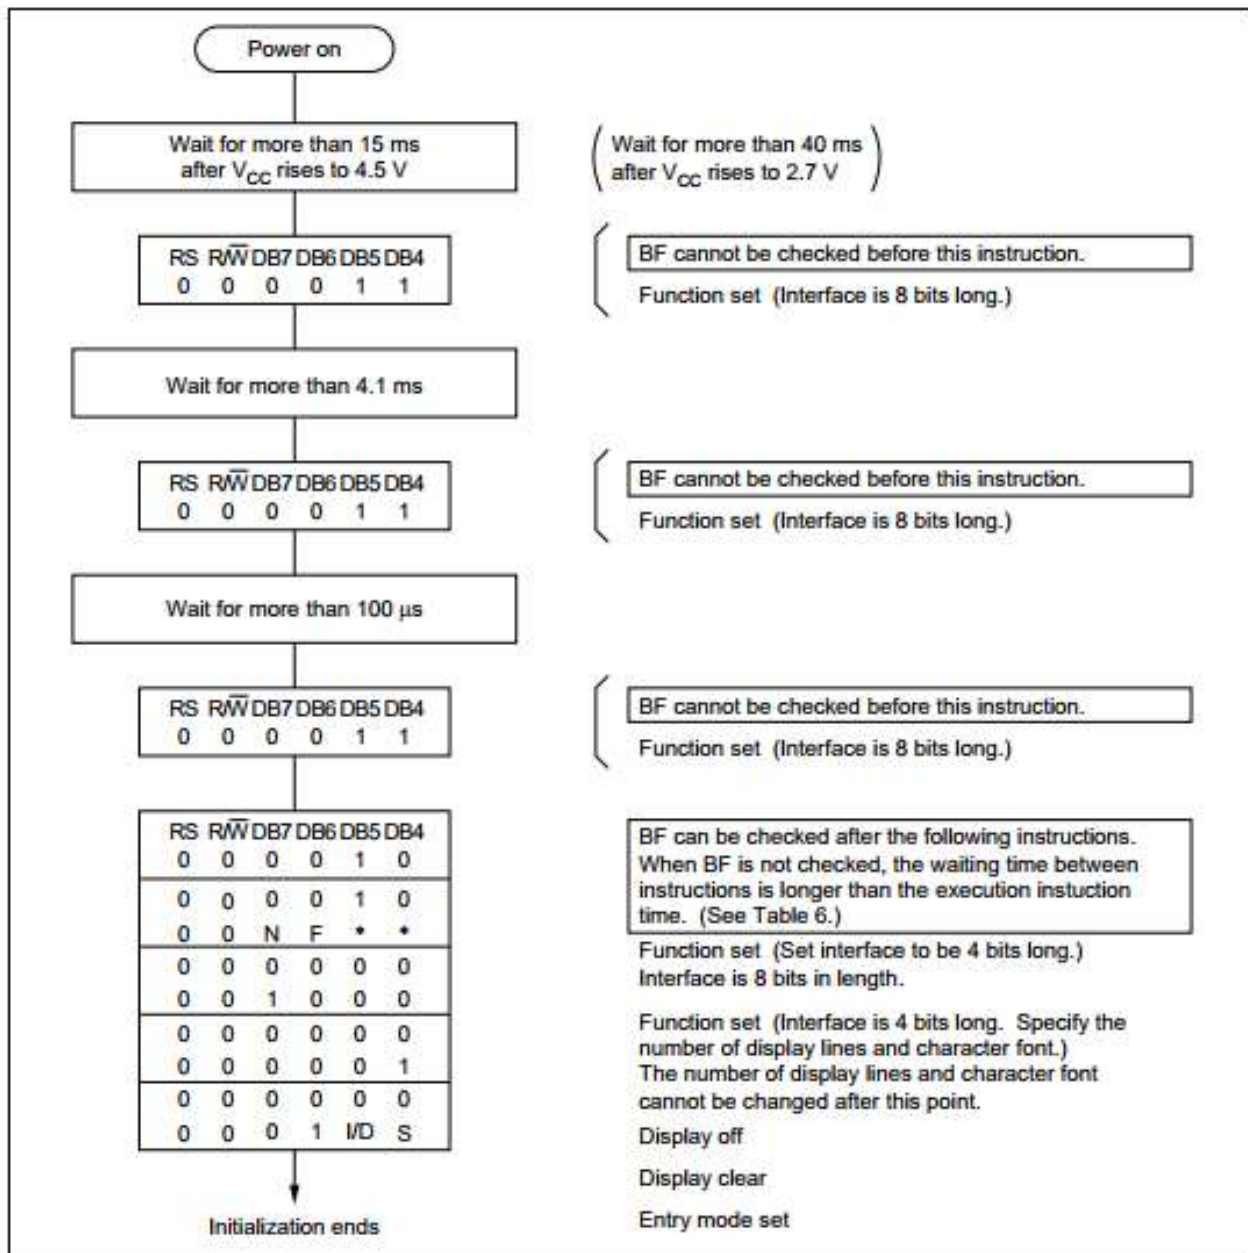 Power on
Wait for more than 15 ms
after VCC rises to 4.5 V
Wait for more than 40 ms
after VCC rises to 2.7 V
RS R/W̅ DB7 DB6 DB5 DB4
0 0 0 0 1 1
BF cannot be checked before this instruction.
Function set (Interface is 8 bits long.)
Wait for more than 4.1 ms
RS R/W̅ DB7 DB6 DB5 DB4
0 0 0 0 1 1
BF cannot be checked before this instruction.
Function set (Interface is 8 bits long.)
Wait for more than 100 µs
RS R/W̅ DB7 DB6 DB5 DB4
0 0 0 0 1 1
BF cannot be checked before this instruction.
Function set (Interface is 8 bits long.)
RS R/W̅ DB7 DB6 DB5 DB4
0 0 0 0 1 0
0 0 0 0 1 0
0 0 N F * *
0 0 0 0 0 0
0 0 1 0 0 0
0 0 0 0 0 0
0 0 0 0 0 1
0 0 0 0 0 0
0 0 0 1 I/D S
Initialization ends
BF can be checked after the following instructions.
When BF is not checked, the waiting time between
instructions is longer than the execution instuction
time. (See Table 6.)
Function set (Set interface to be 4 bits long.)
Interface is 8 bits in length.
Function set (Interface is 4 bits long. Specify the
number of display lines and character font.)
The number of display lines and character font
cannot be changed after this point.
Display off
Display clear
Entry mode set